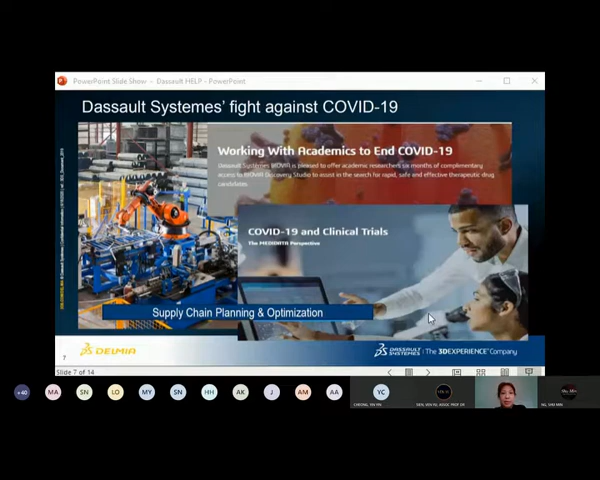 PowerPoint Slide Show - Dassault HELP - PowerPoint
Dassault Systemes' fight against COVID-19
Working With Academics to End COVID-19
Dassault Systèmes BIOVIA is pleased to offer academic researchers six months of complimentary
access to BIOVIA Discovery Studio to assist in the search for rapid, safe and effective therapeutic drug
candidates.
COVID-19 and Clinical Trials
The MEDIDATA Perspective
Supply Chain Planning & Optimization
7
DELMIA
DASSAULT SYSTEMES | The 3DEXPERIENCE Company
Slide 7 of 14
+40
MA
SN
LO
MY
SN
HH
AK
J
AM
AA
YC